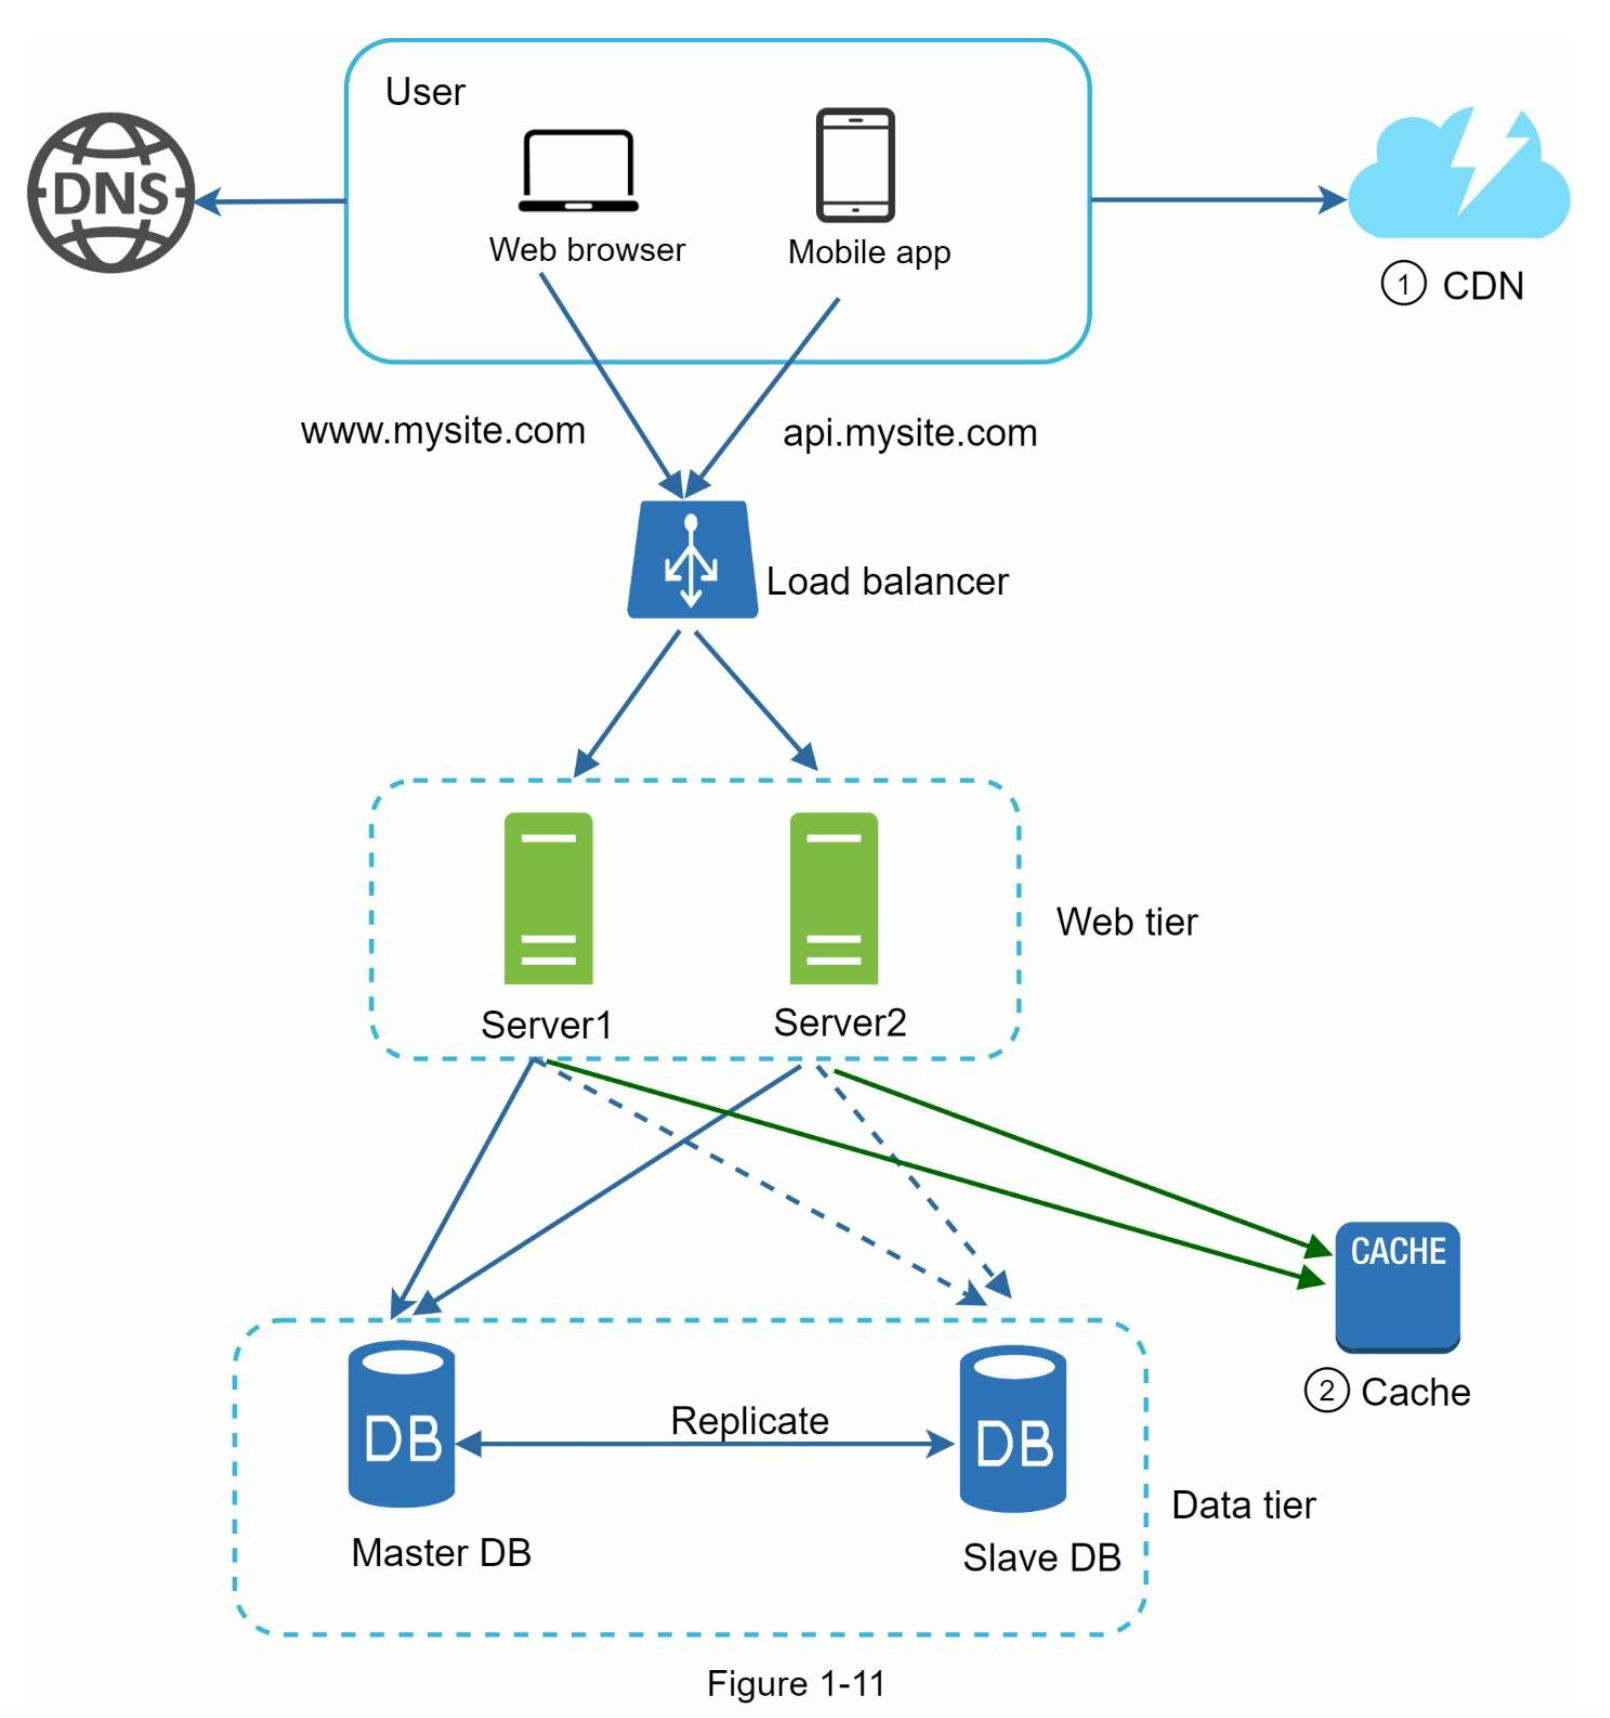 User
DNS
Web browser
Mobile app
1 CDN
www.mysite.com
api.mysite.com
Load balancer
Web tier
Server1
Server2
CACHE
2 Cache
Replicate
DB
DB
Data tier
Master DB
Slave DB
Figure 1-11